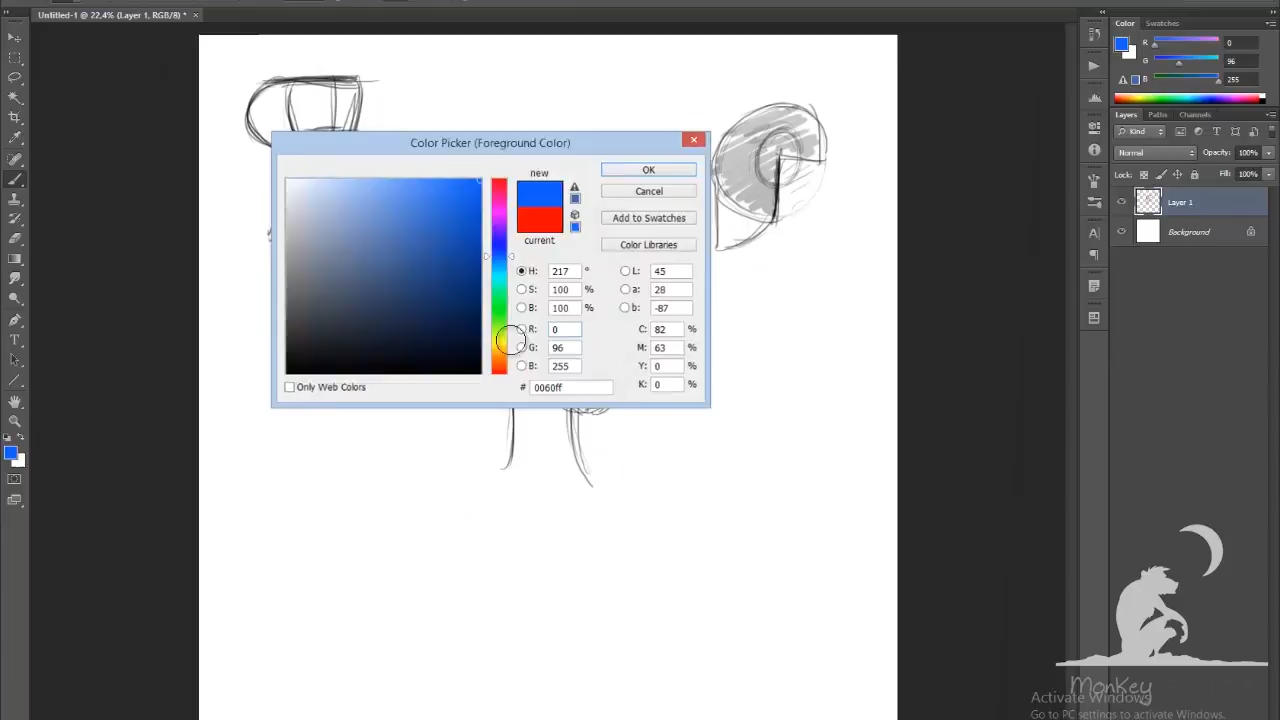 Untitled-1 @ 22,4% (Layer 1, RGB/8) * ×
Color Swatches
R 0
G 96
B 255
Layers Paths Channels
Kind
Normal Opacity: 100%
Lock: Fill: 100%
Layer 1
Background
Color Picker (Foreground Color)
new
current
OK
Cancel
Add to Swatches
Color Libraries
H: 217 °
S: 100 %
B: 100 %
R: 0
G: 96
B: 255
L: 45
a: 28
b: -87
C: 82 %
M: 63 %
Y: 0 %
K: 0 %
# 0060ff
Only Web Colors
Monkey
Activate Windows
Go to PC settings to activate Windows.